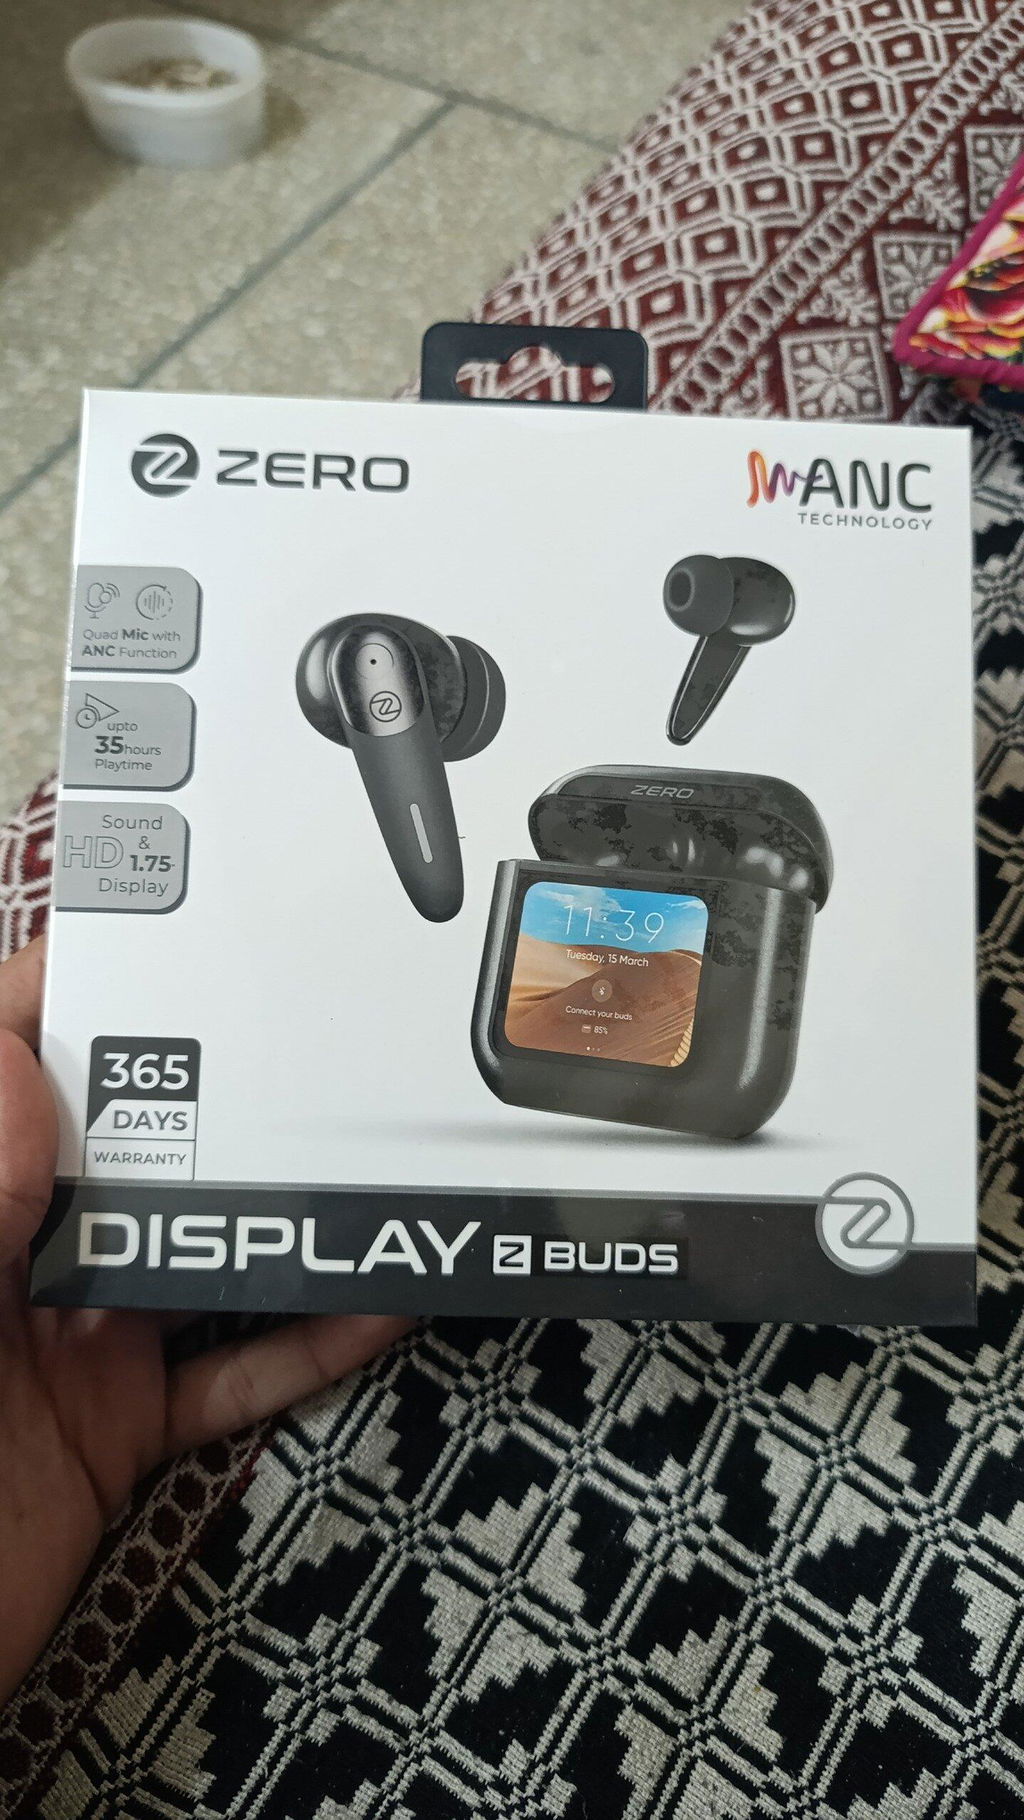 ZERO
ANC
TECHNOLOGY
Quad Mic with
ANC Function
upto
35hours
Playtime
Sound
&
HD 1.75"
Display
ZERO
11:39
Tuesday, 15 March
Connect your buds
85%
365
DAYS
WARRANTY
DISPLAY Z BUDS